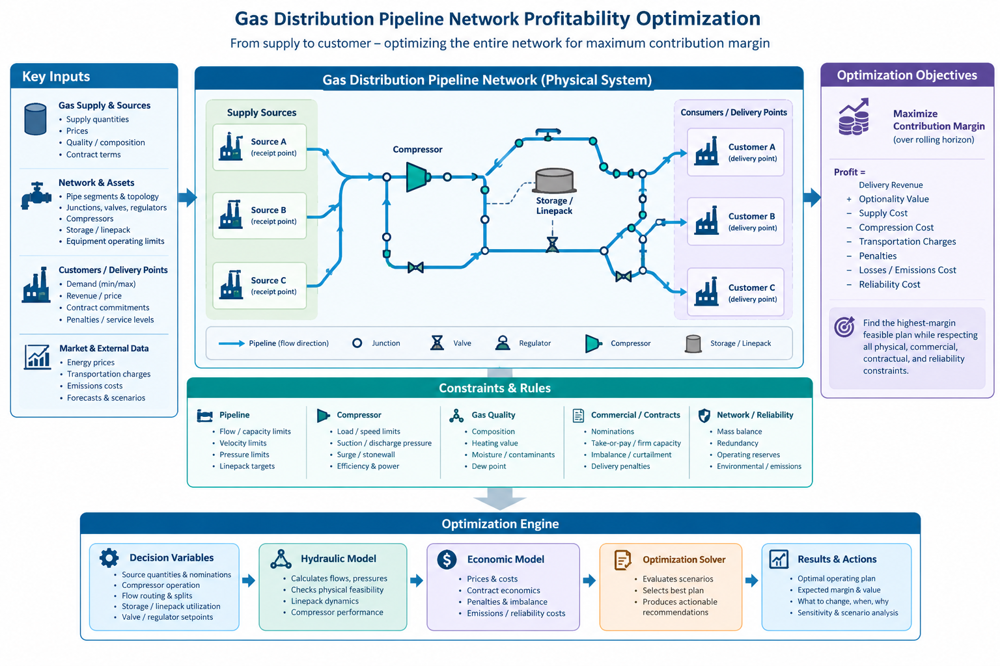 Gas Distribution Pipeline Network Profitability Optimization
From supply to customer – optimizing the entire network for maximum contribution margin
Key Inputs
Gas Supply & Sources
• Supply quantities
• Prices
• Quality / composition
• Contract terms
Network & Assets
• Pipe segments & topology
• Junctions, valves, regulators
• Compressors
• Storage / linepack
• Equipment operating limits
Customers / Delivery Points
• Demand (min/max)
• Revenue / price
• Contract commitments
• Penalties / service levels
Market & External Data
• Energy prices
• Transportation charges
• Emissions costs
• Forecasts & scenarios
Gas Distribution Pipeline Network (Physical System)
Supply Sources
Source A
(receipt point)
Source B
(receipt point)
Source C
(receipt point)
Compressor
Storage /
Linepack
Consumers / Delivery Points
Customer A
(delivery point)
Customer B
(delivery point)
Customer C
(delivery point)
Pipeline (flow direction)
Junction
Valve
Regulator
Compressor
Storage / Linepack
Optimization Objectives
Maximize
Contribution Margin
(over rolling horizon)
Profit =
Delivery Revenue
+ Optionality Value
– Supply Cost
– Compression Cost
– Transportation Charges
– Penalties
– Losses / Emissions Cost
– Reliability Cost
Find the highest-margin
feasible plan while respecting
all physical, commercial,
contractual, and reliability
constraints.
Constraints & Rules
Pipeline
• Flow / capacity limits
• Velocity limits
• Pressure limits
• Linepack targets
Compressor
• Load / speed limits
• Suction / discharge pressure
• Surge / stonewall
• Efficiency & power
Gas Quality
• Composition
• Heating value
• Moisture / contaminants
• Dew point
Commercial / Contracts
• Nominations
• Take-or-pay / firm capacity
• Imbalance / curtailment
• Delivery penalties
Network / Reliability
• Mass balance
• Redundancy
• Operating reserves
• Environmental / emissions
Optimization Engine
Decision Variables
• Source quantities & nominations
• Compressor operation
• Flow routing & splits
• Storage / linepack utilization
• Valve / regulator setpoints
Hydraulic Model
• Calculates flows, pressures
• Checks physical feasibility
• Linepack dynamics
• Compressor performance
Economic Model
• Prices & costs
• Contract economics
• Penalties & imbalance
• Emissions / reliability costs
Optimization Solver
• Evaluates scenarios
• Selects best plan
• Produces actionable
recommendations
Results & Actions
• Optimal operating plan
• Expected margin & value
• What to change, when, why
• Sensitivity & scenario analysis